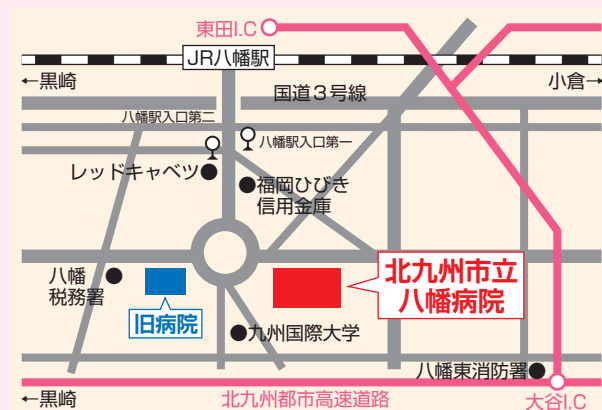 東田I.C
JR八幡駅
←黒崎
小倉→
国道３号線
八幡駅入口第二
八幡駅入口第一
レッドキャベツ
福岡ひびき
信用金庫
北九州市立
八幡病院
八幡
税務署
旧病院
九州国際大学
八幡東消防署
←黒崎
北九州都市高速道路
大谷I.C